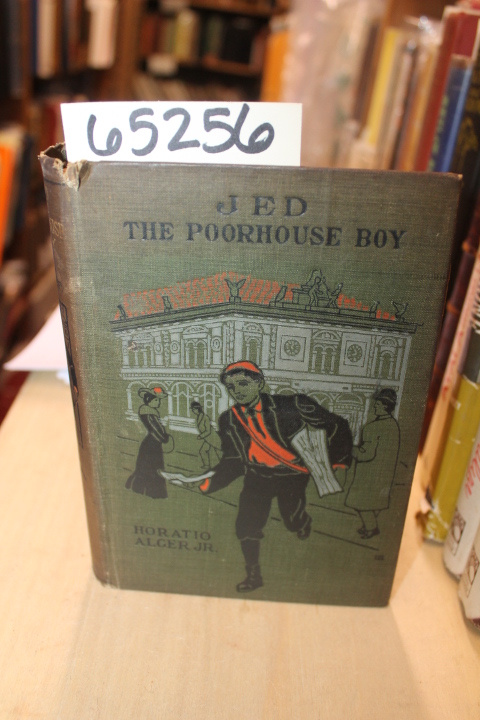 65256
JED
THE POORHOUSE BOY
HORATIO
ALGER JR.